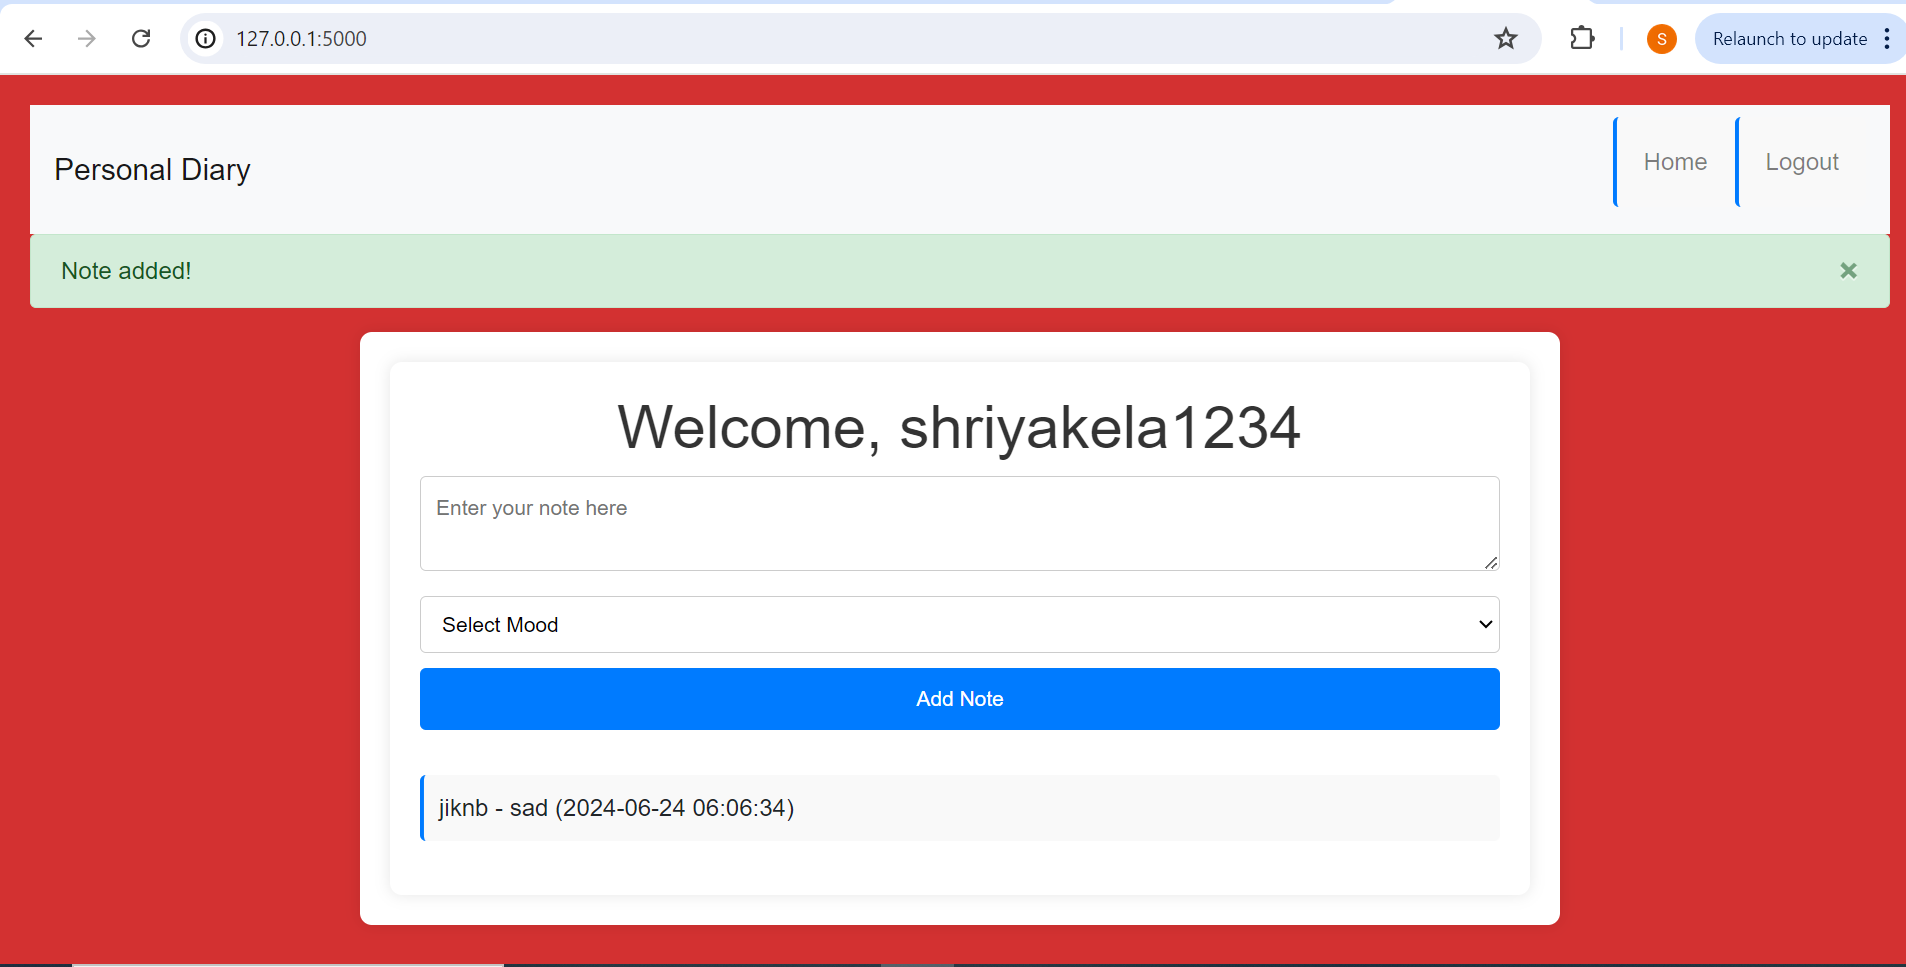 127.0.0.1:5000
S
Relaunch to update
Personal Diary
Home
Logout
Note added!
×
Welcome, shriyakela1234
Enter your note here
Select Mood
Add Note
jiknb - sad (2024-06-24 06:06:34)